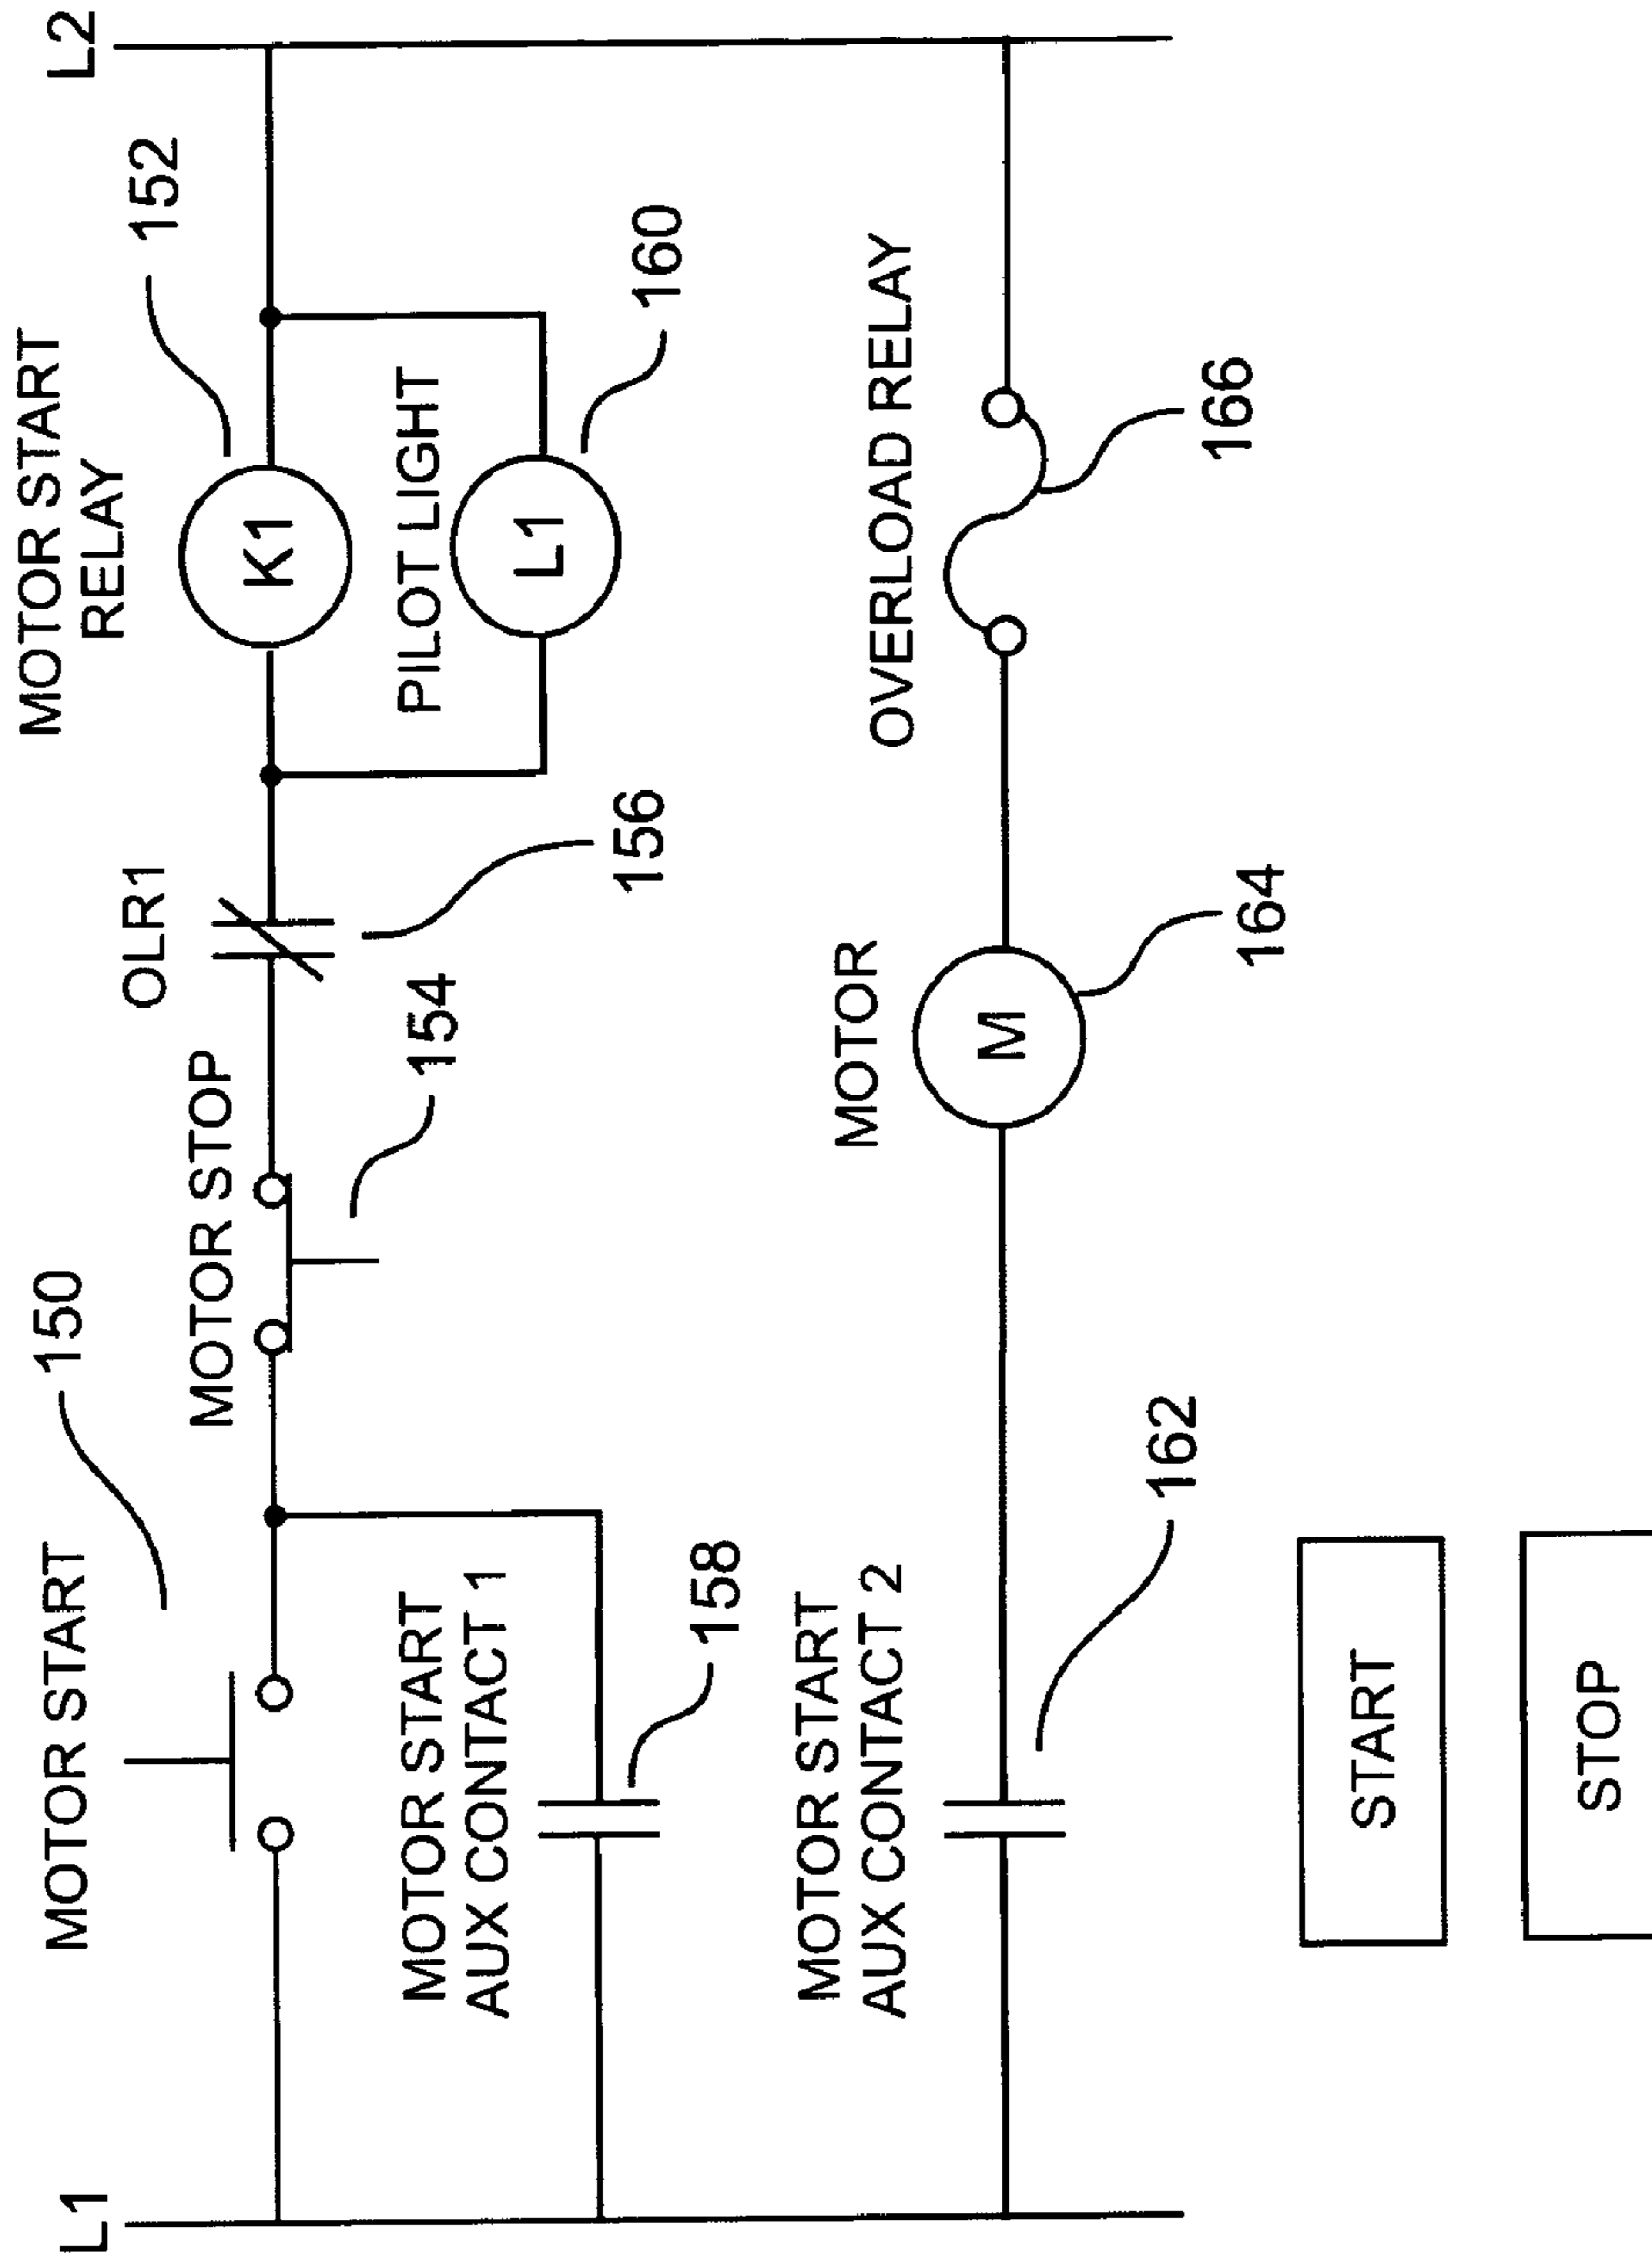 L1
L2
MOTOR START
150
MOTOR STOP
154
OLR1
156
MOTOR START
RELAY
152
K1
PILOT LIGHT
L1
160
MOTOR START
AUX CONTACT 1
158
MOTOR START
AUX CONTACT 2
162
MOTOR
M
164
OVERLOAD RELAY
166
START
STOP